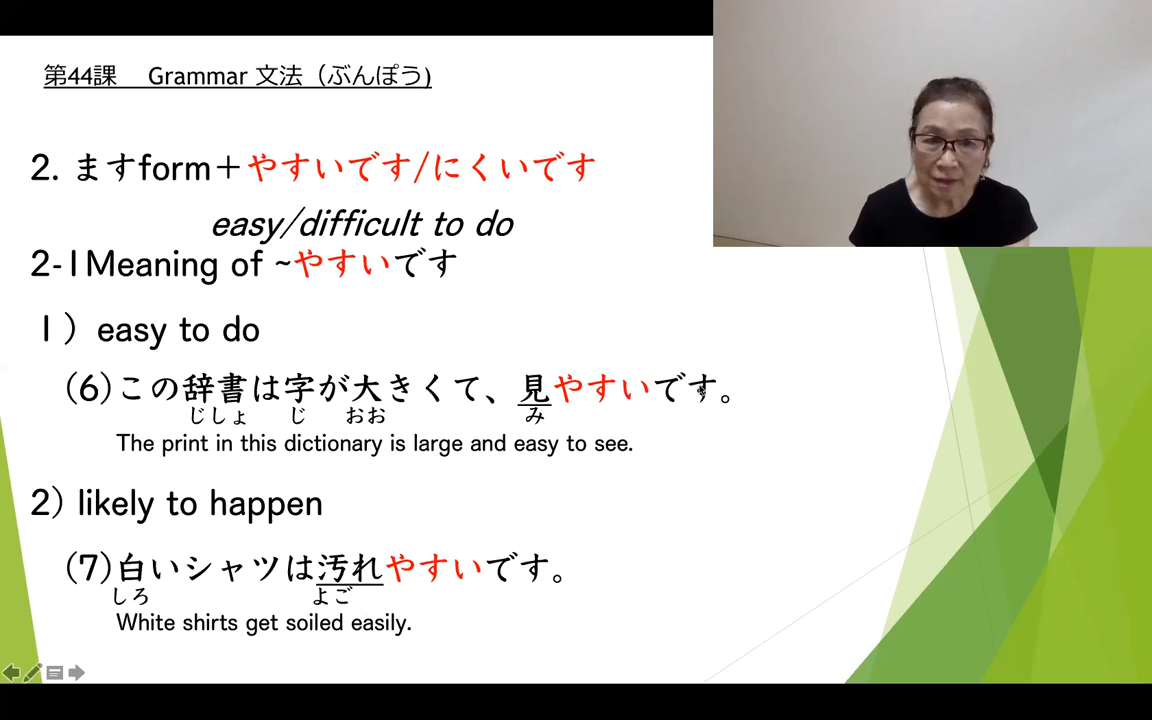 第44課 Grammar 文法（ぶんぽう)
2. ますform＋やすいです/にくいです
easy/difficult to do
2-1Meaning of ~やすいです
1）easy to do
(6)この辞書は字が大きくて、見やすいです。
じしょ じ おお み
The print in this dictionary is large and easy to see.
2）likely to happen
(7)白いシャツは汚れやすいです。
しろ よご
White shirts get soiled easily.